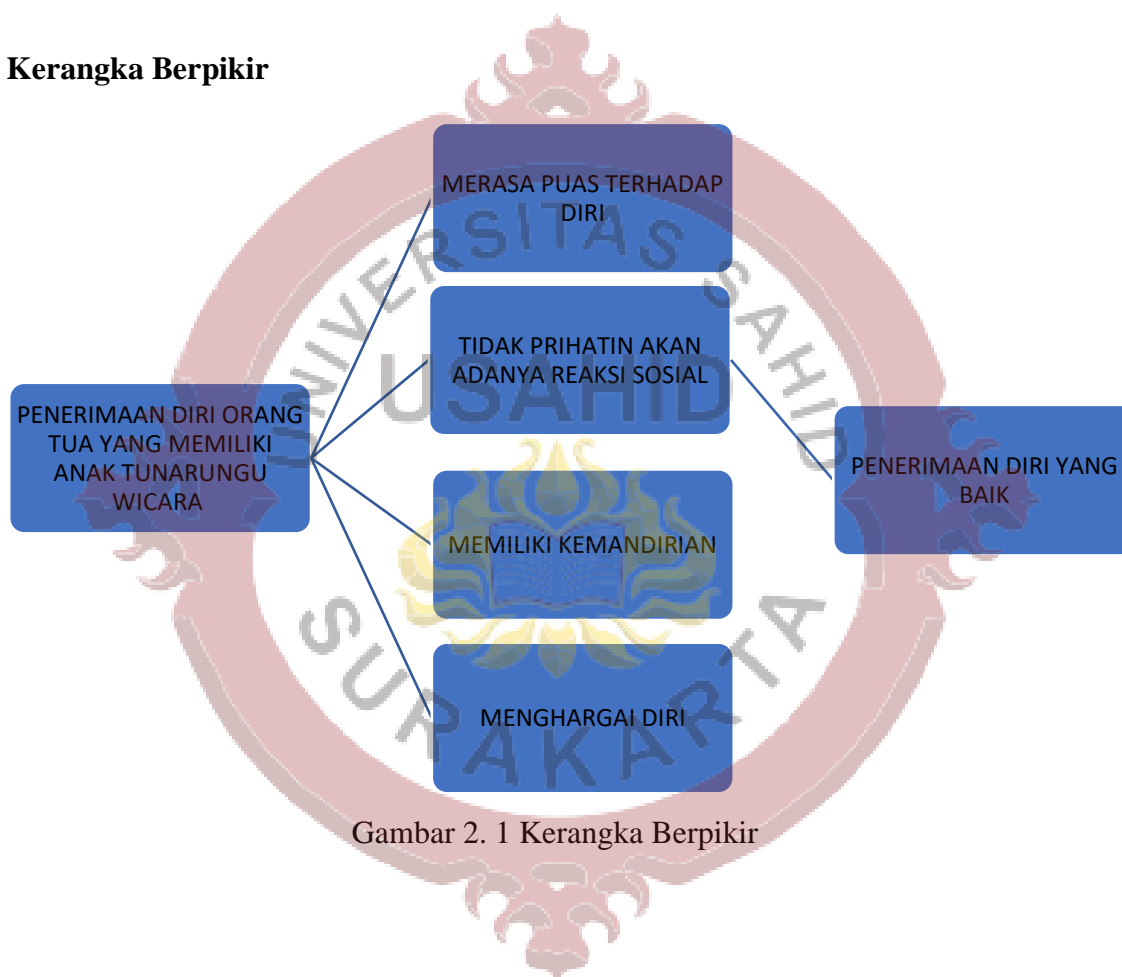 Kerangka Berpikir
MERASA PUAS TERHADAP
DIRI
TIDAK PRIHATIN AKAN
ADANYA REAKSI SOSIAL
PENERIMAAN DIRI ORANG
TUA YANG MEMILIKI
ANAK TUNARUNGU
WICARA
MEMILIKI KEMANDIRIAN
MENGHARGAI DIRI
PENERIMAAN DIRI YANG
BAIK
Gambar 2. 1 Kerangka Berpikir
UNIVERSITAS SAHID
USAHID
SURAKARTA